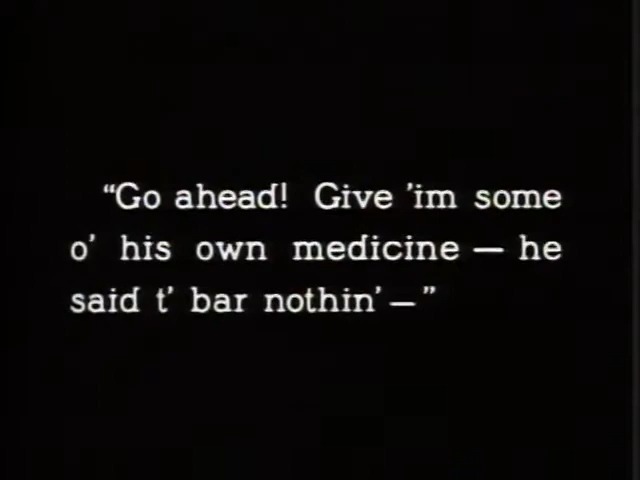 “Go ahead! Give ’im some
o’ his own medicine — he
said t’ bar nothin’ — ”